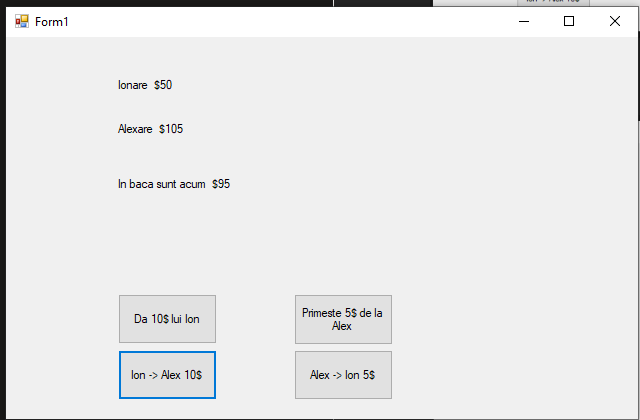 Form1
Ionare $50
Alexare $105
In baca sunt acum $95
Da 10$ lui Ion
Primeste 5$ de la
Alex
Ion -> Alex 10$
Alex -> Ion 5$